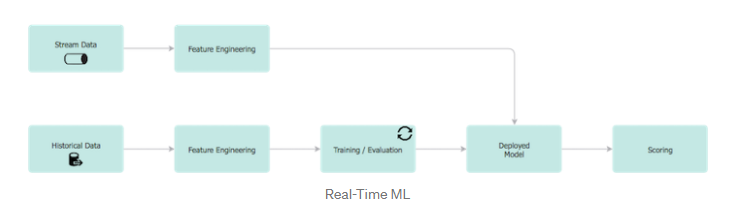 Stream Data
Feature Engineering
Historical Data
Feature Engineering
Training / Evaluation
Deployed
Model
Scoring
Real-Time ML